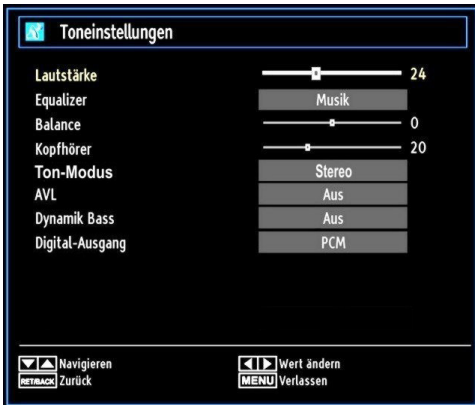 Toneinstellungen
Lautstärke 24
Equalizer Musik
Balance 0
Kopfhörer 20
Ton-Modus Stereo
AVL Aus
Dynamik Bass Aus
Digital-Ausgang PCM
Navigieren Wert ändern
RET/BACK Zurück MENU Verlassen